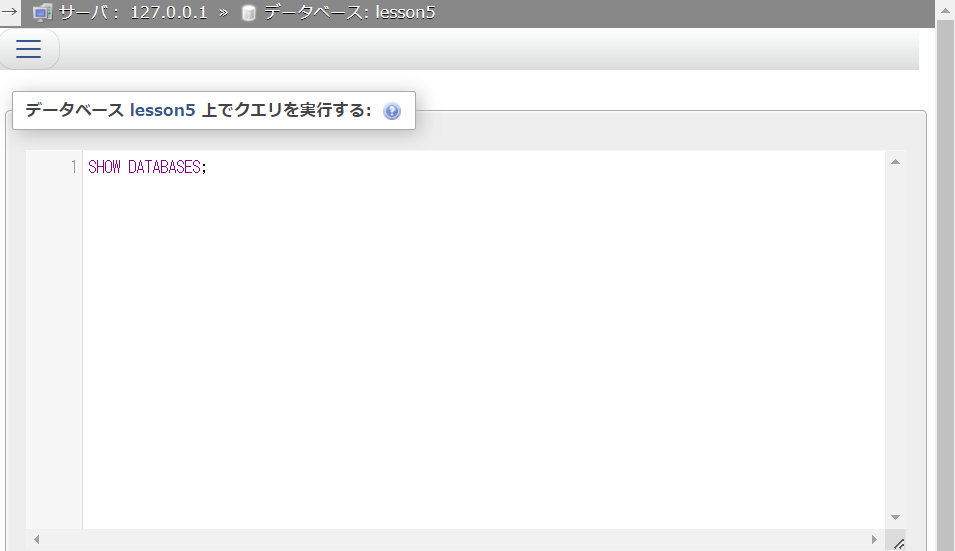 → サーバ： 127.0.0.1 » データベース: lesson5
データベース lesson5 上でクエリを実行する:
1 SHOW DATABASES;